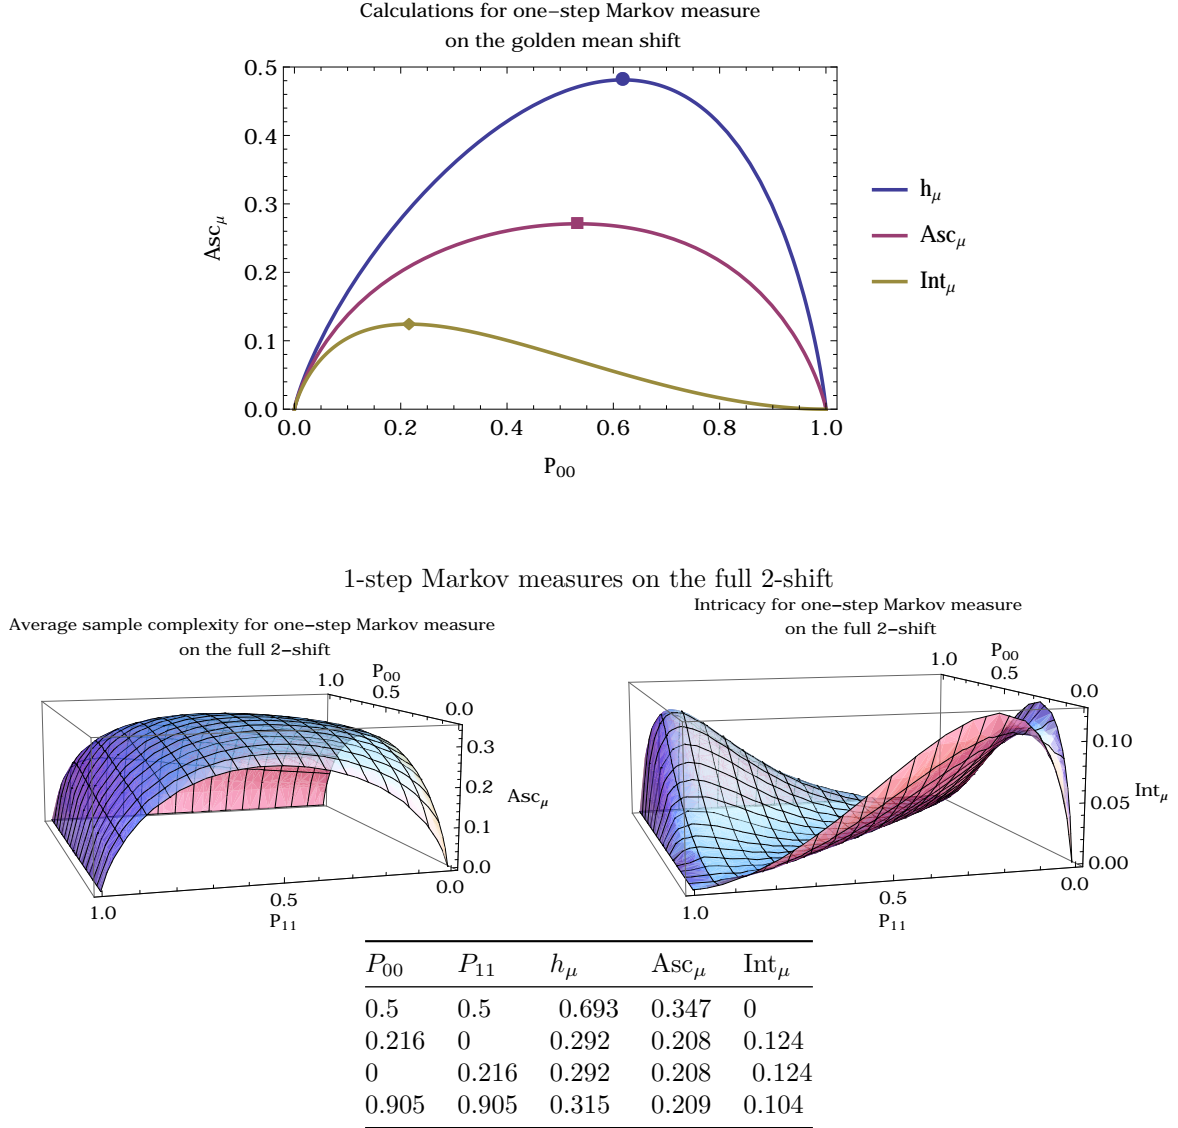 Calculations for one−step Markov measure
on the golden mean shift
0.5
0.4
0.3
0.2
0.1
0.0
Asc_μ
0.0 0.2 0.4 0.6 0.8 1.0
P_00
h_μ
Asc_μ
Int_μ
1-step Markov measures on the full 2-shift
Average sample complexity for one−step Markov measure
on the full 2−shift
1.0
P_00
0.5
0.0
0.3
0.2
0.1
0.0
Asc_μ
1.0
0.5
0.0
P_11
Intricacy for one−step Markov measure
on the full 2−shift
1.0
P_00
0.5
0.0
0.10
0.05
0.00
Int_μ
1.0
0.5
0.0
P_11
P_00 P_11 h_μ Asc_μ Int_μ
0.5 0.5 0.693 0.347 0
0.216 0 0.292 0.208 0.124
0 0.216 0.292 0.208 0.124
0.905 0.905 0.315 0.209 0.104